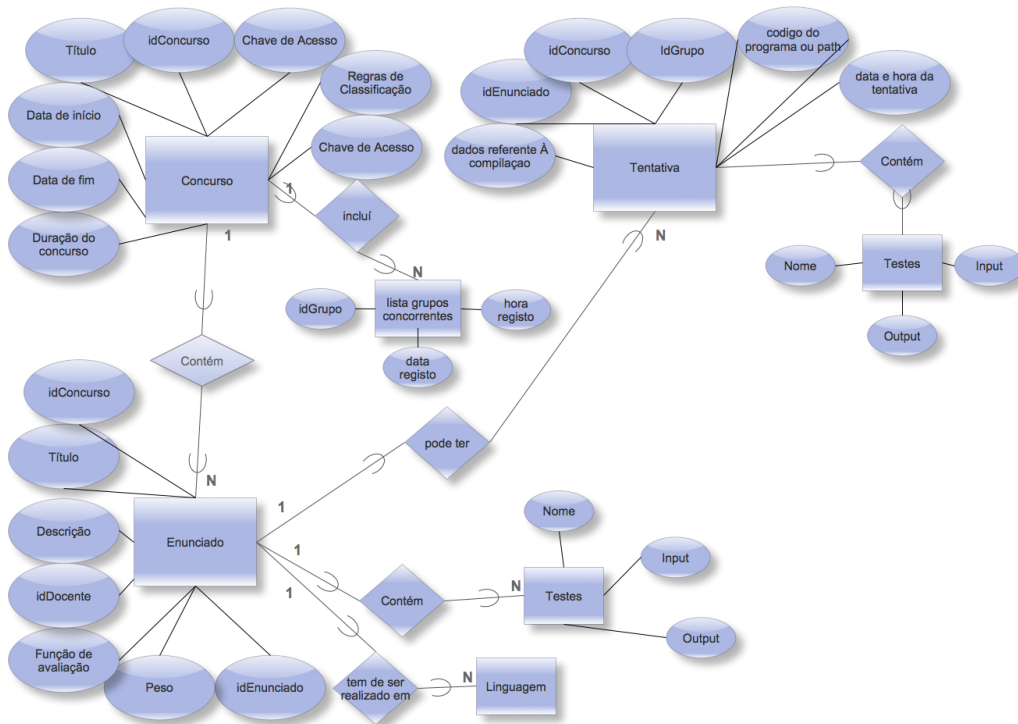 Título
idConcurso
Chave de Acesso
Regras de
Classificação
Data de início
Chave de Acesso
Concurso
Data de fim
Duração do
concurso
1
1
incluí
N
lista grupos
concorrentes
idGrupo
hora
registo
data
registo
Contém
N
idConcurso
IdGrupo
codigo do
programa ou path
idEnunciado
data e hora da
tentativa
dados referente À
compilaçao
Tentativa
Contém
N
Nome
Testes
Input
Output
idConcurso
Título
pode ter
1
Descrição
Enunciado
idDocente
Função de
avaliação
Peso
idEnunciado
1
1
Contém
N
Nome
Input
Testes
Output
tem de ser
realizado em
N
Linguagem